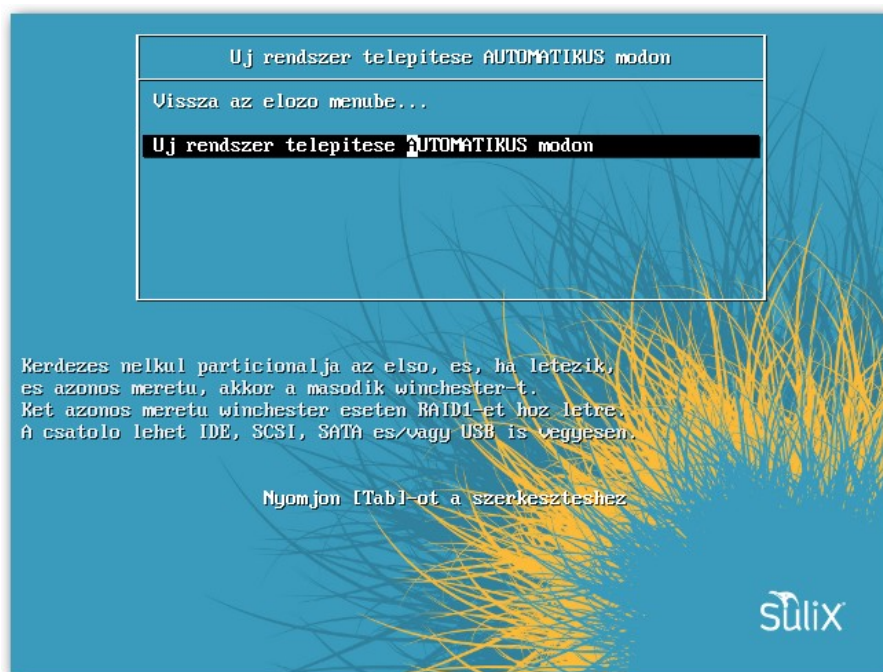 Uj rendszer telepitese AUTOMATIKUS modon
Vissza az elozo menube...
Uj rendszer telepitese AUTOMATIKUS modon
Kerdezes nelkul particionalja az elso, es, ha letezik,
es azonos meretu, akkor a masodik winchester-t.
Ket azonos meretu winchester eseten RAID1-et hoz letre.
A csatolo lehet IDE, SCSI, SATA es/vagy USB is vegyesen.
Nyomjon [Tab]-ot a szerkeszteshez
SuliX